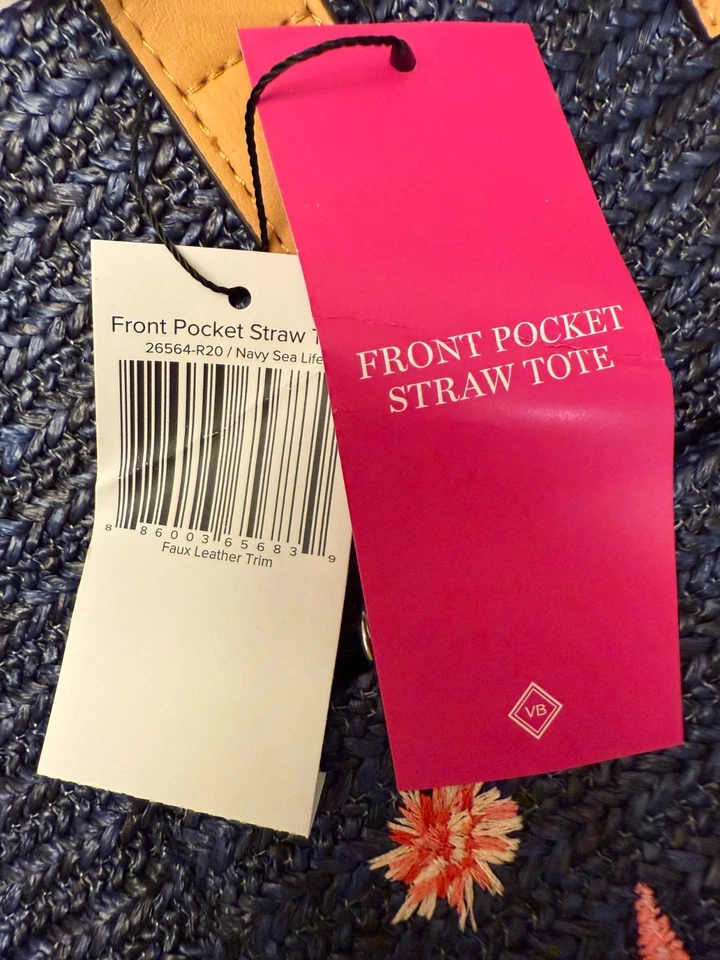 Front Pocket Straw T
26564-R20 / Navy Sea Life
8 86003 65683 9
Faux Leather Trim
FRONT POCKET
STRAW TOTE
VB